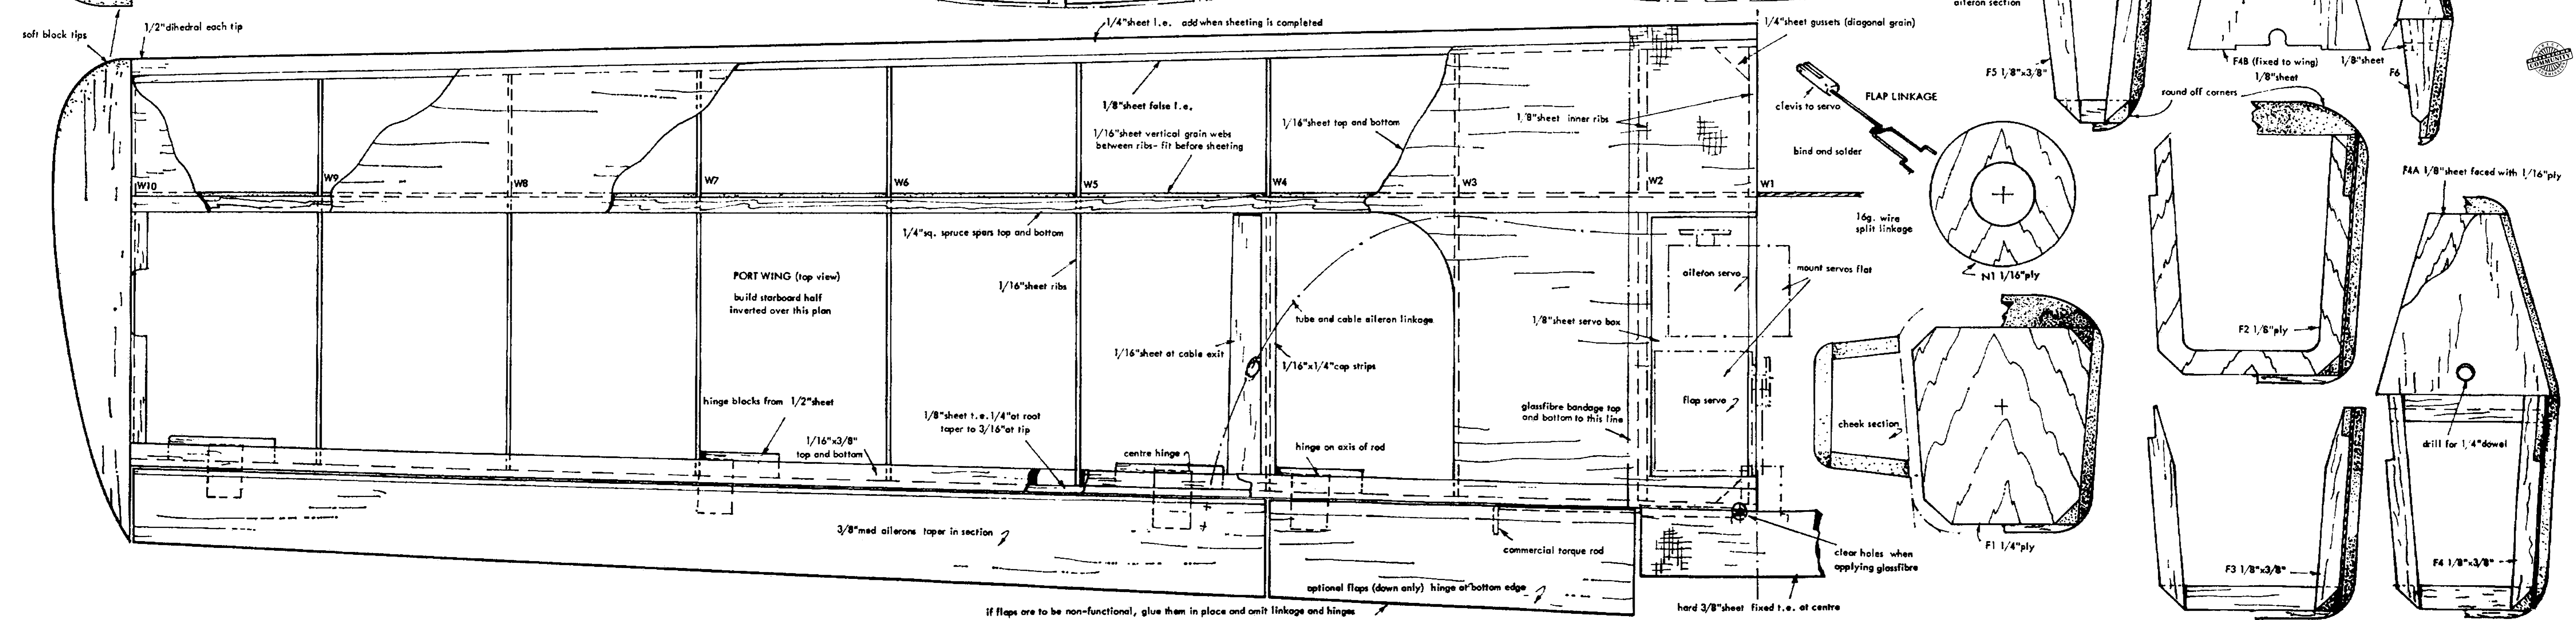 aileron section
1/2"dihedral each tip
soft block tips
1/4"sheet l.e. add when sheeting is completed
1/4"sheet gussets (diagonal grain)
F5 1/8"x3/8"
F4B (fixed to wing)
1/8"sheet
1/8"sheet
F6
COMMUNITY
round off corners
clevis to servo
FLAP LINKAGE
bind and solder
16g. wire
split linkage
1/8"sheet false l.e.
1/16"sheet vertical grain webs
between ribs- fit before sheeting
1/16"sheet top and bottom
1/8"sheet inner ribs
W10
W9
W8
W7
W6
W5
W4
W3
W2
W1
F4A 1/8"sheet faced with 1/16"ply
1/4"sq. spruce spars top and bottom
PORT WING (top view)
build starboard half
inverted over this plan
1/16"sheet ribs
aileron servo
mount servos flat
N1 1/16"ply
tube and cable aileron linkage
1/8"sheet servo box
F2 1/8"ply
1/16"sheet at cable exit
1/16"x1/4"cap strips
hinge blocks from 1/2"sheet
1/8"sheet t.e.1/4"at root
taper to 3/16"at tip
glassfibre bandage top
and bottom to this line
flap servo
cheek section
drill for 1/4"dowel
1/16"x3/8"
top and bottom
centre hinge
hinge on axis of rod
3/8"med ailerons taper in section
commercial torque rod
clear holes when
applying glassfibre
F1 1/4"ply
F3 1/8"x3/8"
F4 1/8"x3/8"
optional flaps (down only) hinge at bottom edge
if flaps are to be non-functional, glue them in place and omit linkage and hinges
hard 3/8"sheet fixed t.e. at centre